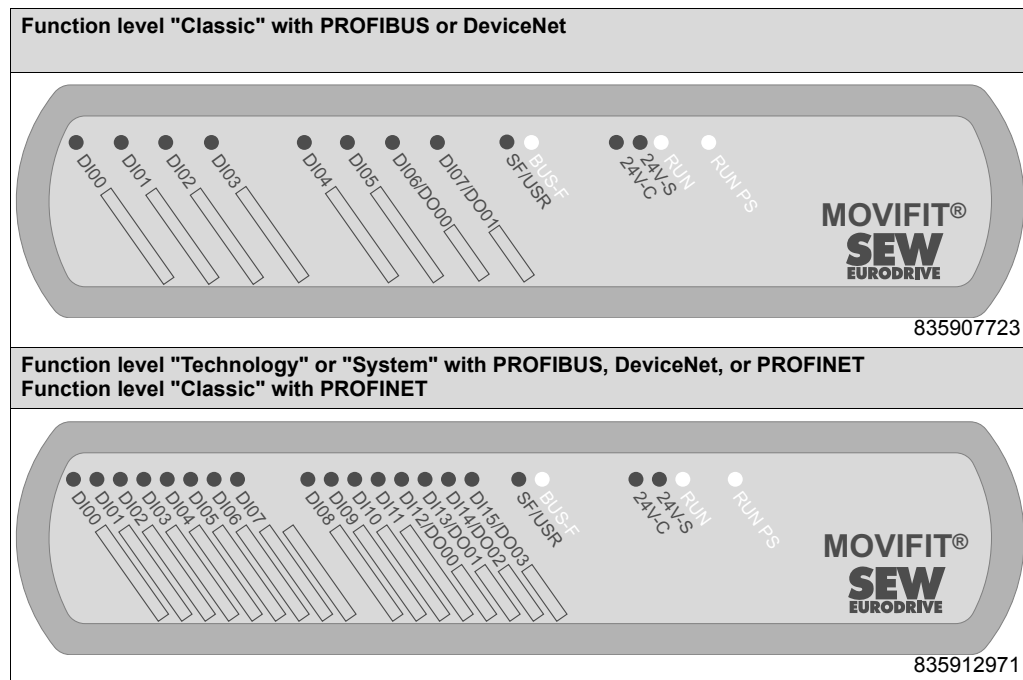 Function level "Classic" with PROFIBUS or DeviceNet
DI00
DI01
DI02
DI03
DI04
DI05
DI06/DO00
DI07/DO01
SF/USR
BUS-F
24V-C
24V-S
RUN
RUN PS
MOVIFIT®
SEW
EURODRIVE
835907723
Function level "Technology" or "System" with PROFIBUS, DeviceNet, or PROFINET
Function level "Classic" with PROFINET
DI00
DI01
DI02
DI03
DI04
DI05
DI06
DI07
DI08
DI09
DI10
DI11
DI12/DO00
DI13/DO01
DI14/DO02
DI15/DO03
SF/USR
BUS-F
24V-C
24V-S
RUN
RUN PS
MOVIFIT®
SEW
EURODRIVE
835912971